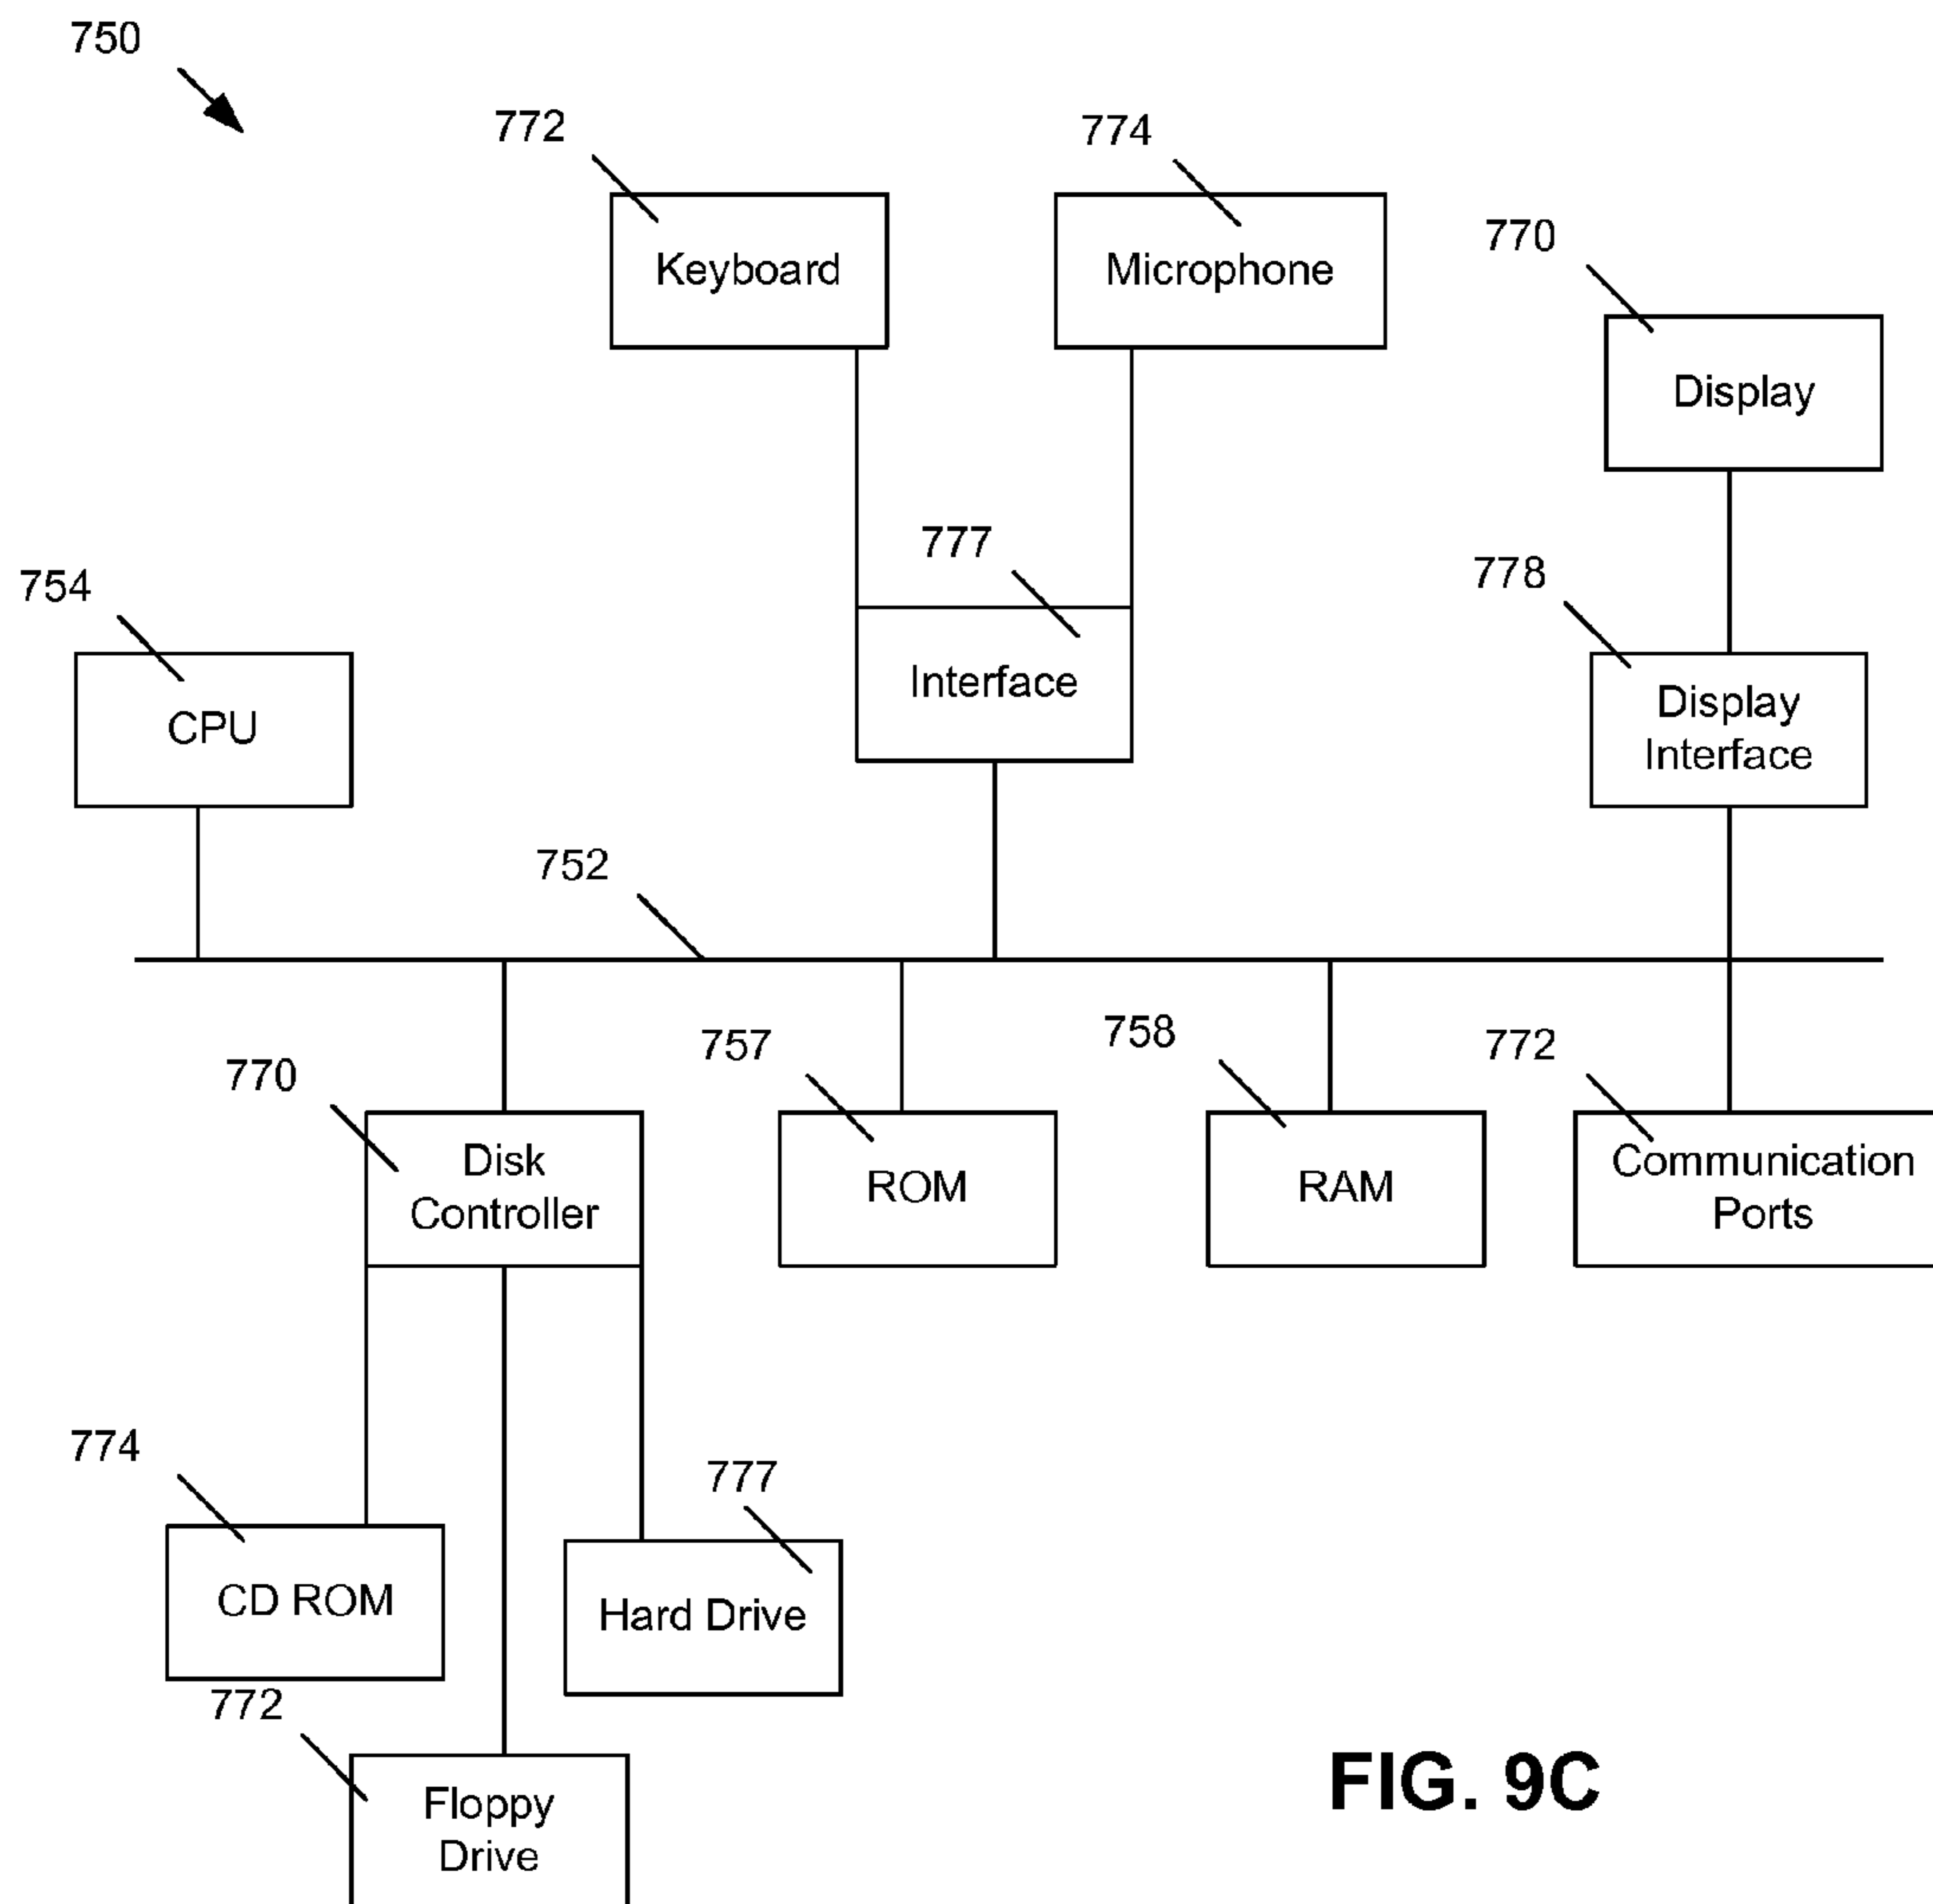 750
772
774
Keyboard
Microphone
770
Display
777
Interface
754
CPU
778
Display
Interface
752
770
Disk
Controller
757
ROM
758
RAM
772
Communication
Ports
774
CD ROM
777
Hard Drive
772
Floppy
Drive
FIG. 9C